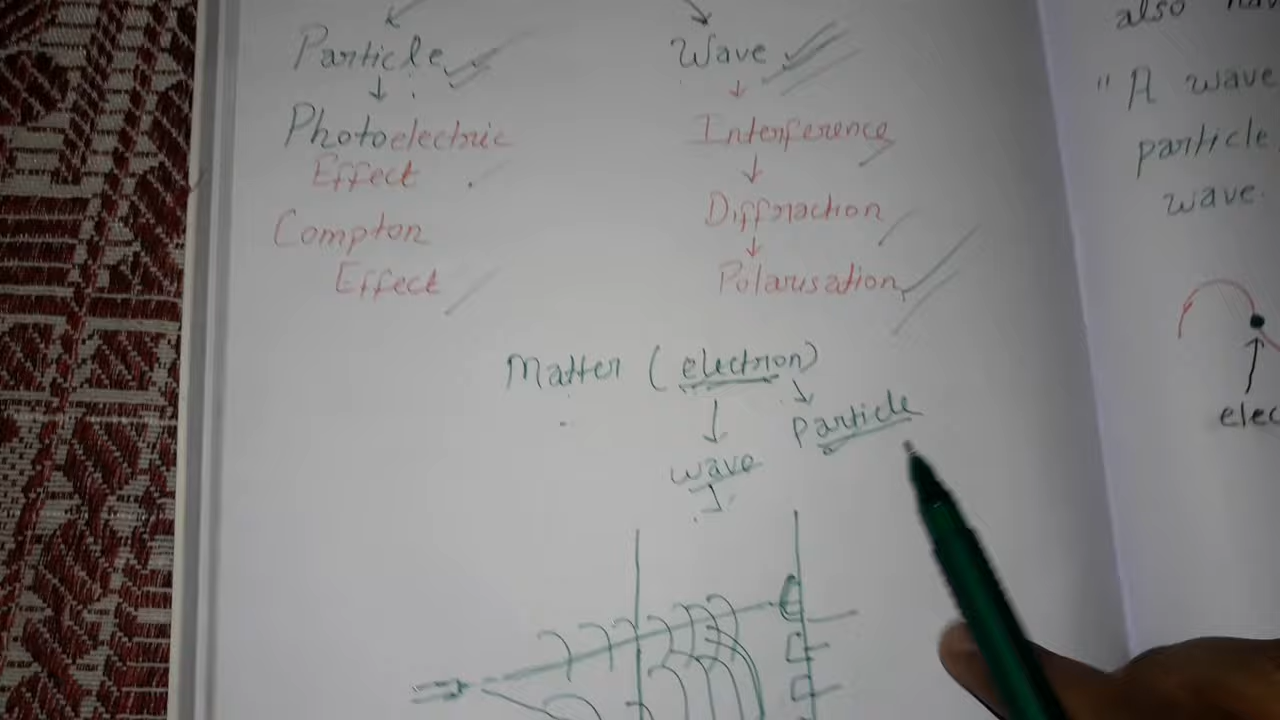 Particle
Photoelectric
Effect
Compton
Effect
Wave
Interference
Diffraction
Polarisation
Matter (electron)
particle
wave
also
"A wave
particle
wave.
elec